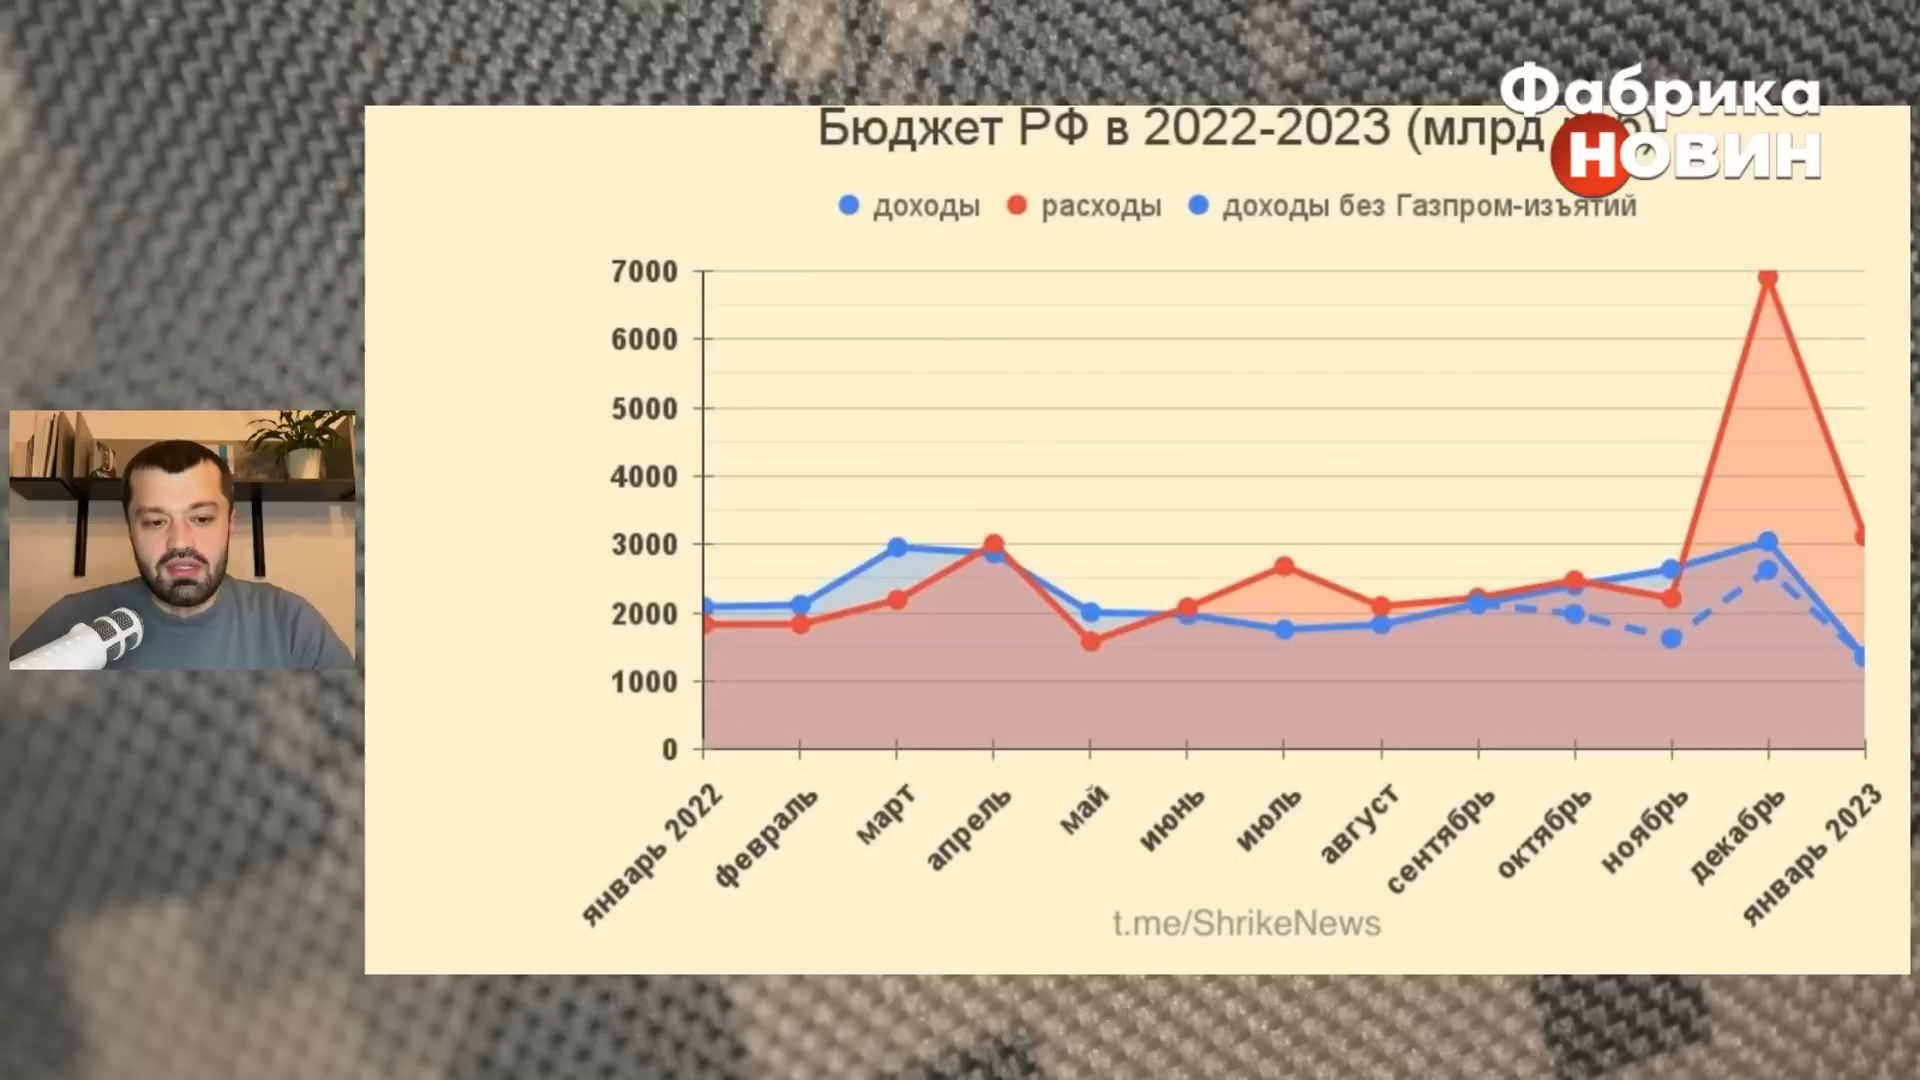 Фабрика
новин
Бюджет РФ в 2022-2023 (млрд
доходы расходы доходы без Газпром-изъятий
7000
6000
5000
4000
3000
2000
1000
0
январь 2022 февраль март апрель май июнь июль август сентябрь октябрь ноябрь декабрь январь 2023
t.me/ShrikeNews